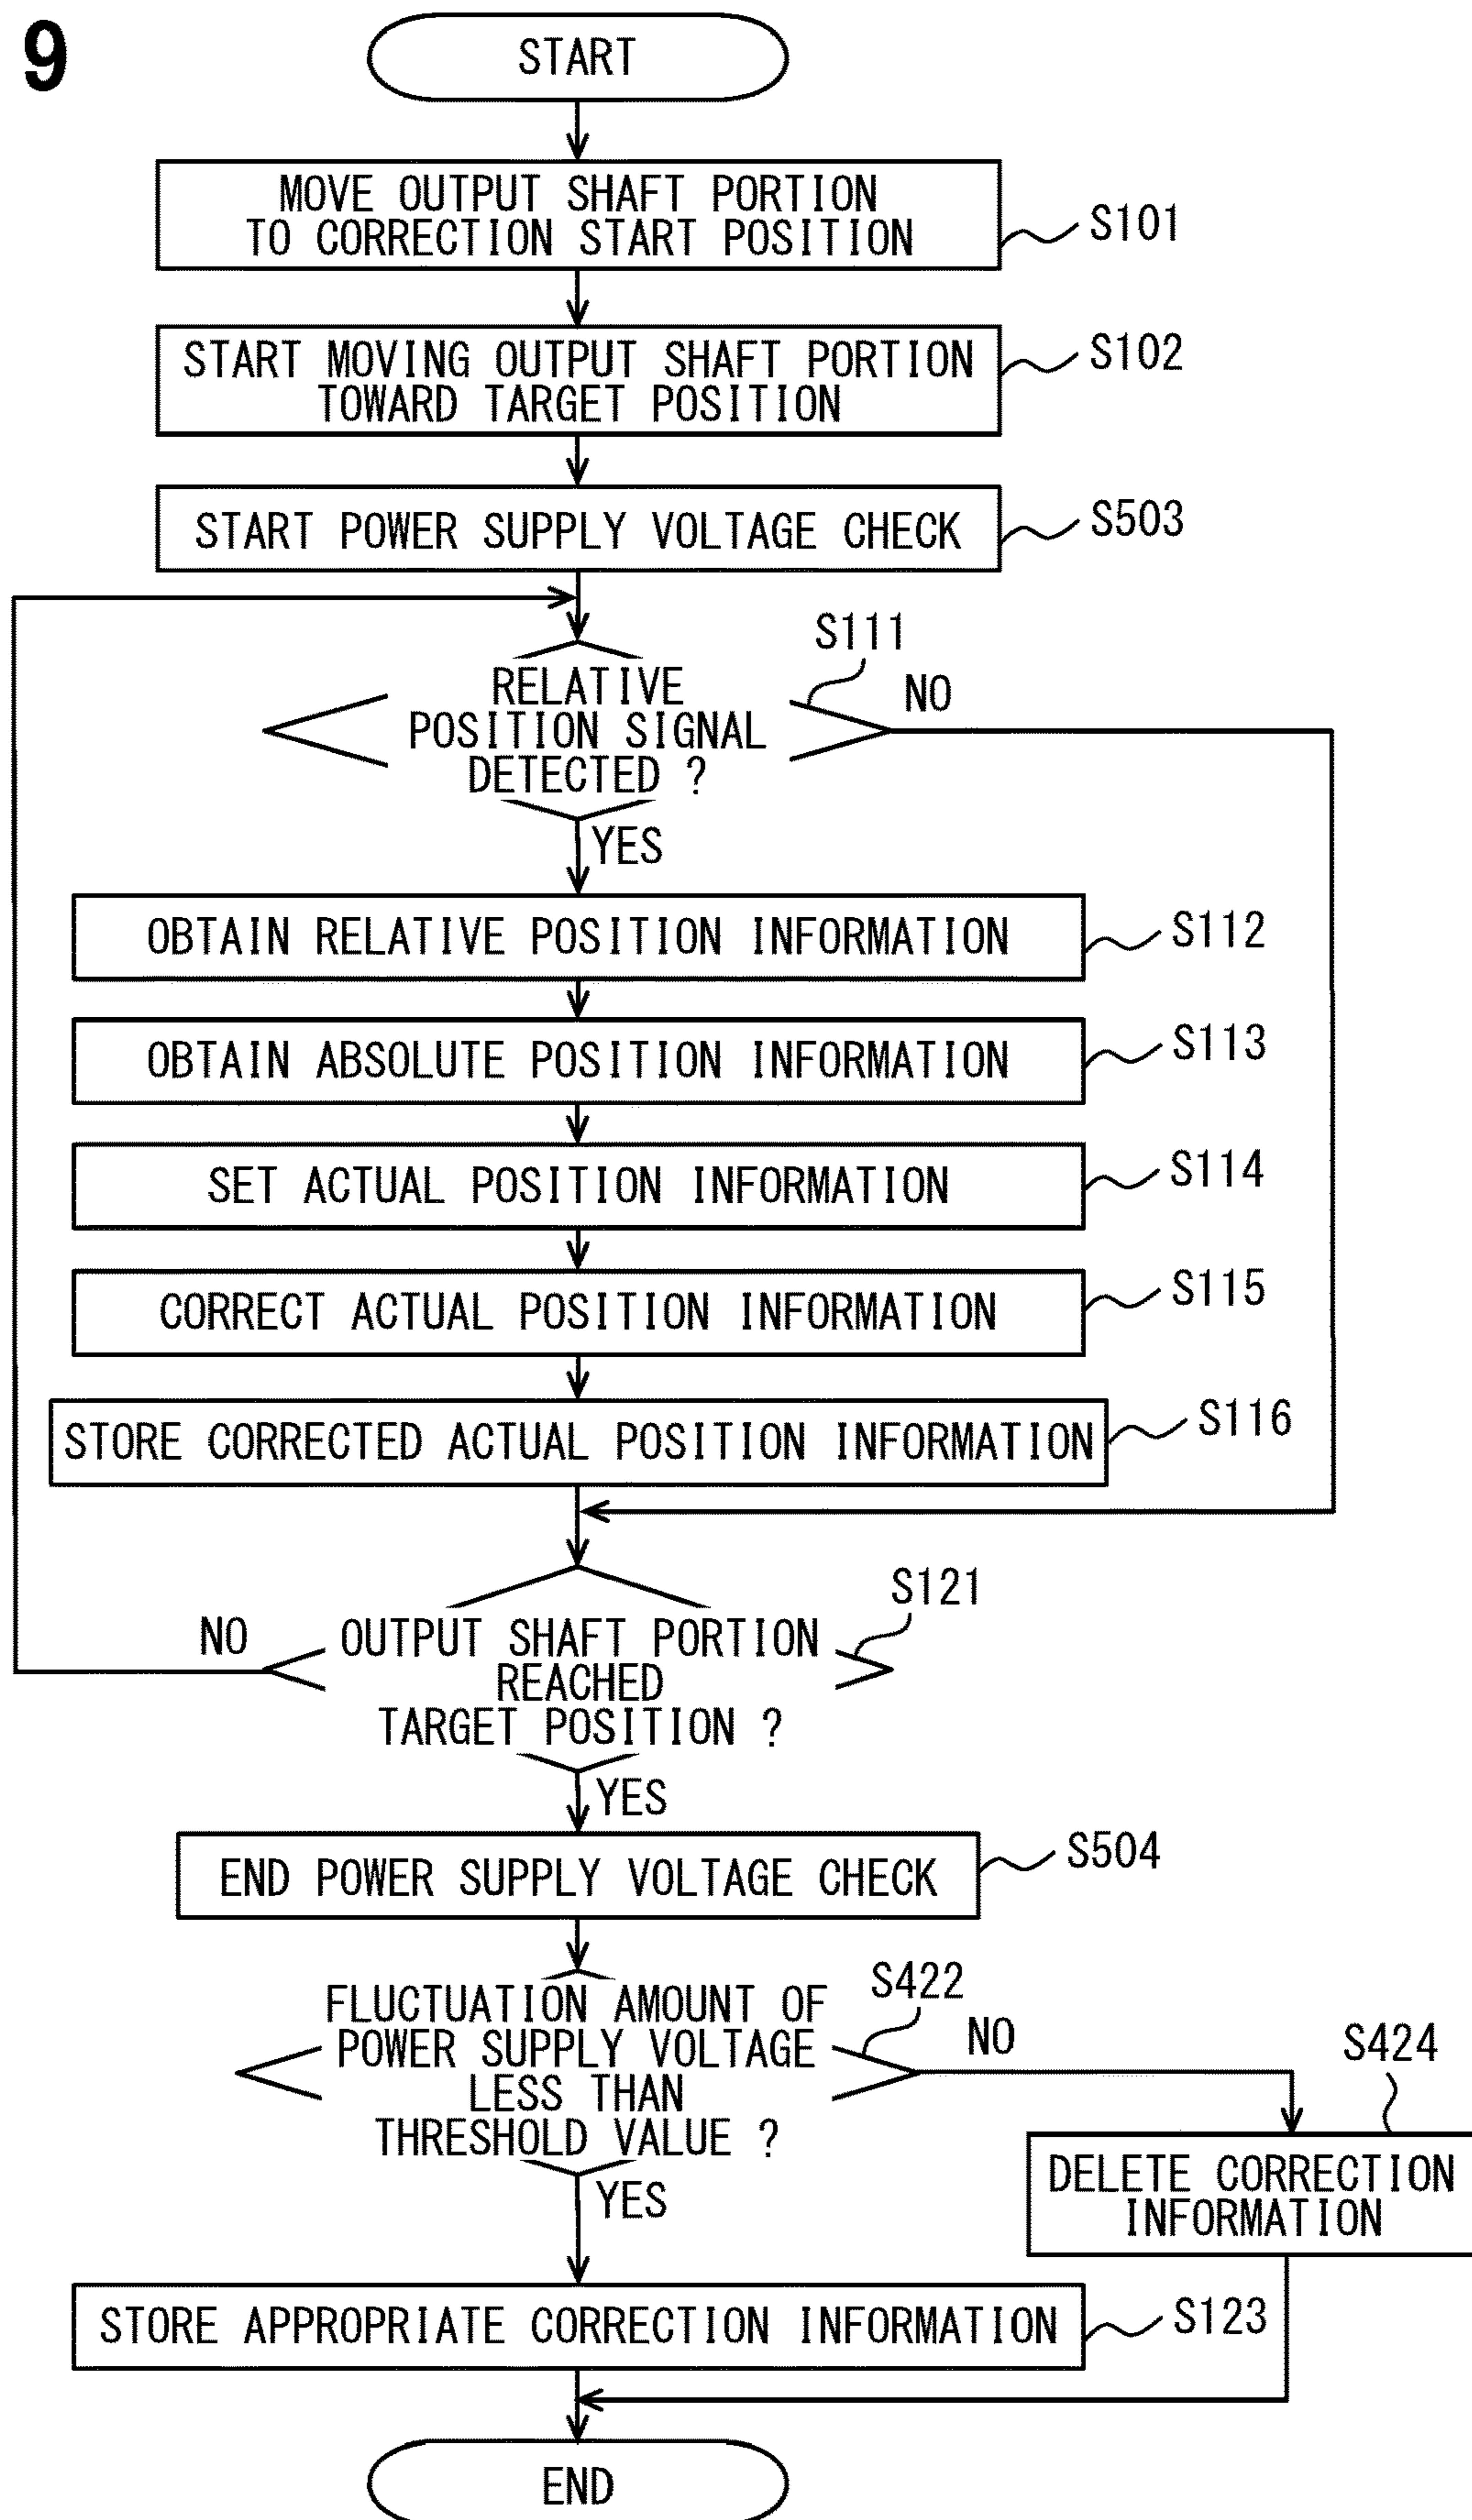 9
START
MOVE OUTPUT SHAFT PORTION
TO CORRECTION START POSITION
S101
START MOVING OUTPUT SHAFT PORTION
TOWARD TARGET POSITION
S102
START POWER SUPPLY VOLTAGE CHECK
S503
S111
RELATIVE
POSITION SIGNAL
DETECTED ?
NO
YES
OBTAIN RELATIVE POSITION INFORMATION
S112
OBTAIN ABSOLUTE POSITION INFORMATION
S113
SET ACTUAL POSITION INFORMATION
S114
CORRECT ACTUAL POSITION INFORMATION
S115
STORE CORRECTED ACTUAL POSITION INFORMATION
S116
S121
NO
OUTPUT SHAFT PORTION
REACHED
TARGET POSITION ?
YES
END POWER SUPPLY VOLTAGE CHECK
S504
S422
FLUCTUATION AMOUNT OF
POWER SUPPLY VOLTAGE
LESS THAN
THRESHOLD VALUE ?
NO
S424
YES
DELETE CORRECTION
INFORMATION
STORE APPROPRIATE CORRECTION INFORMATION
S123
END